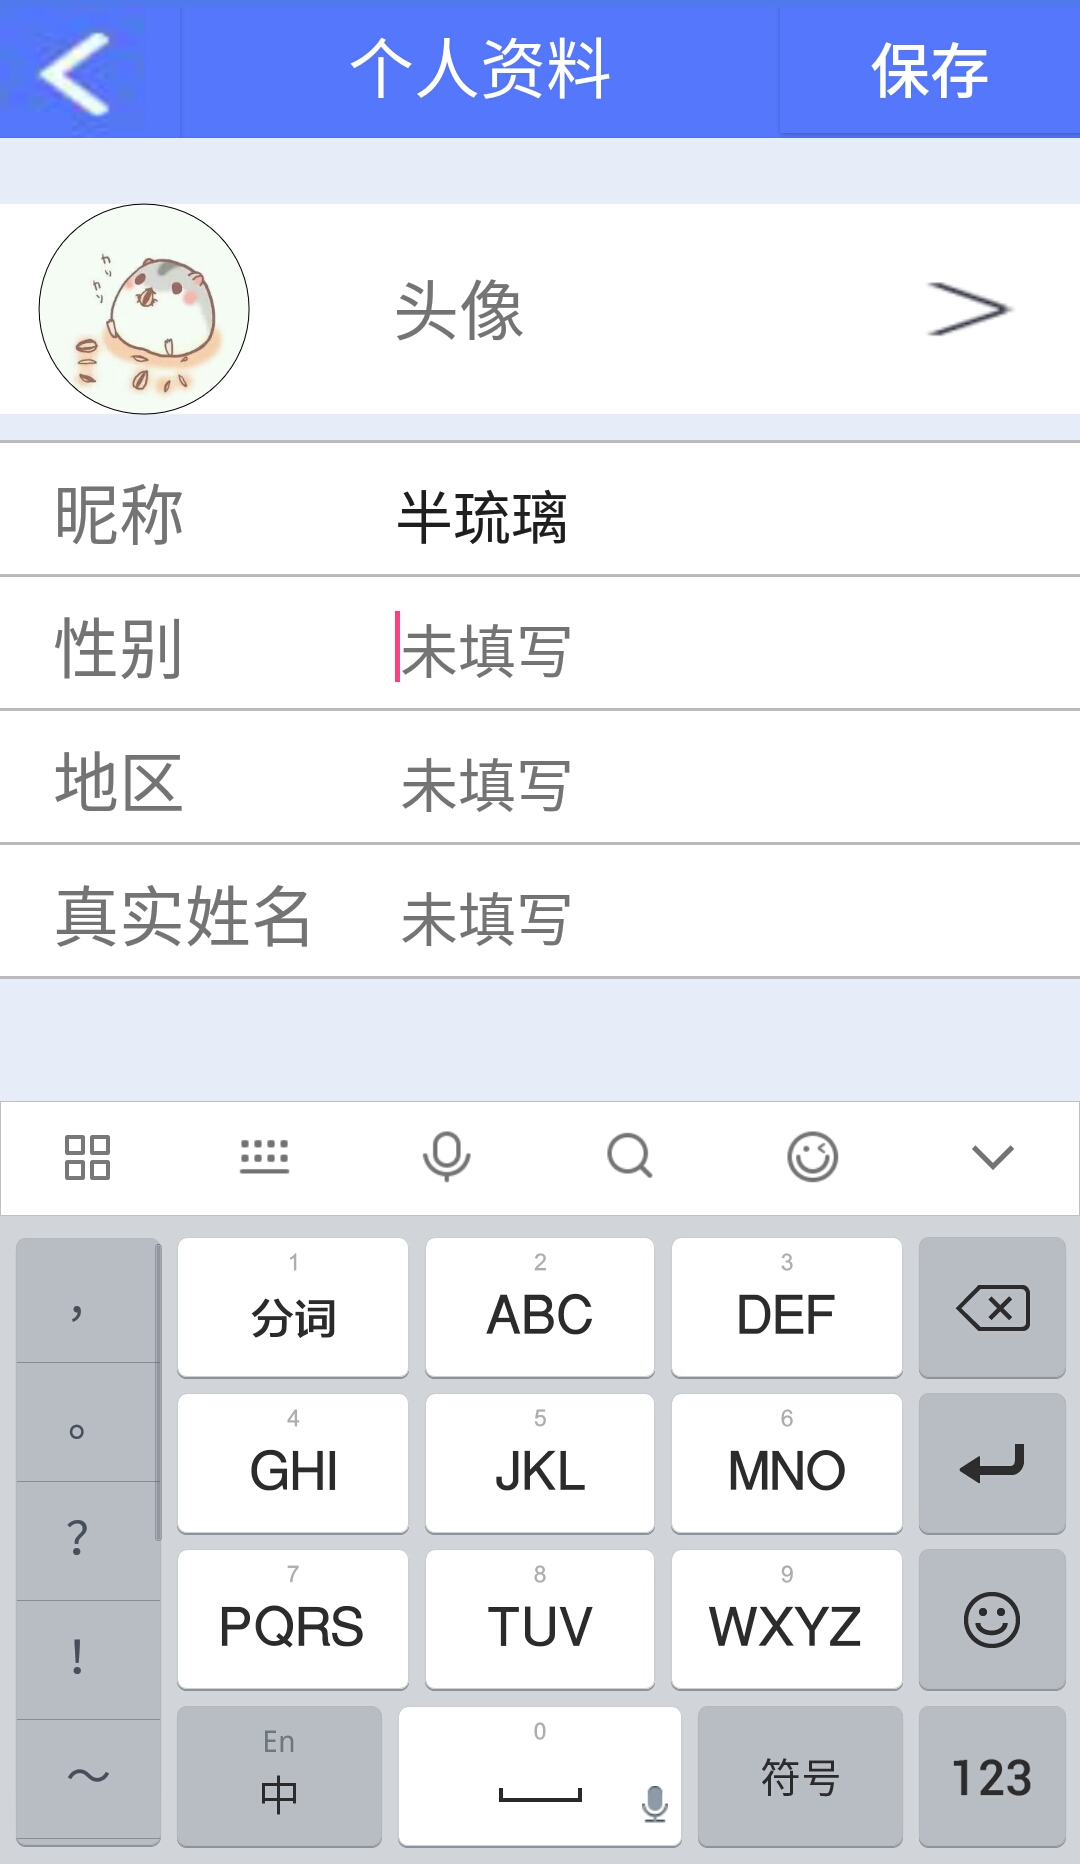 个人资料
保存
头像
昵称 半琉璃
性别 未填写
地区 未填写
真实姓名 未填写
，
。
？
！
～
1
分词
2
ABC
3
DEF
4
GHI
5
JKL
6
MNO
7
PQRS
8
TUV
9
WXYZ
En
中
0
符号
123